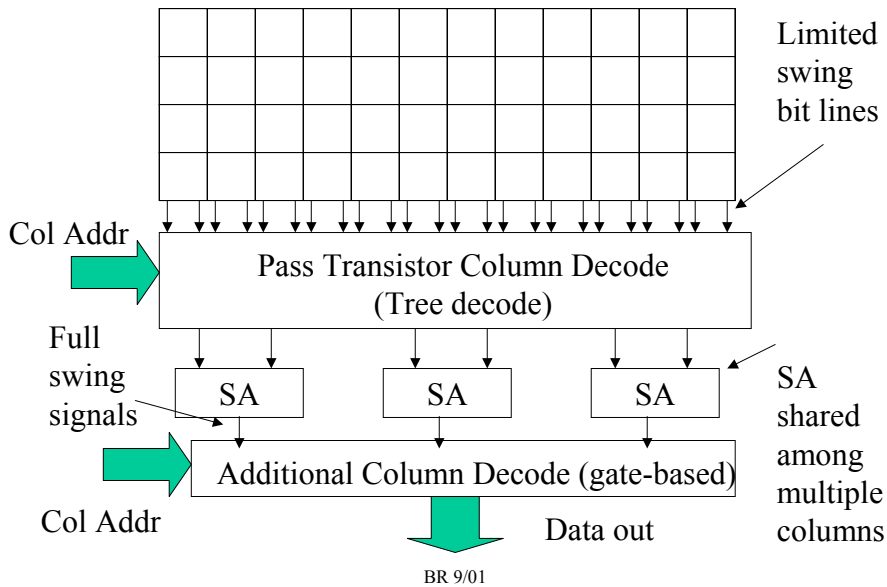 Limited
swing
bit lines
Col Addr
Pass Transistor Column Decode
(Tree decode)
Full
swing
signals
SA
SA
SA
SA
shared
among
multiple
columns
Additional Column Decode (gate-based)
Col Addr
Data out
BR 9/01